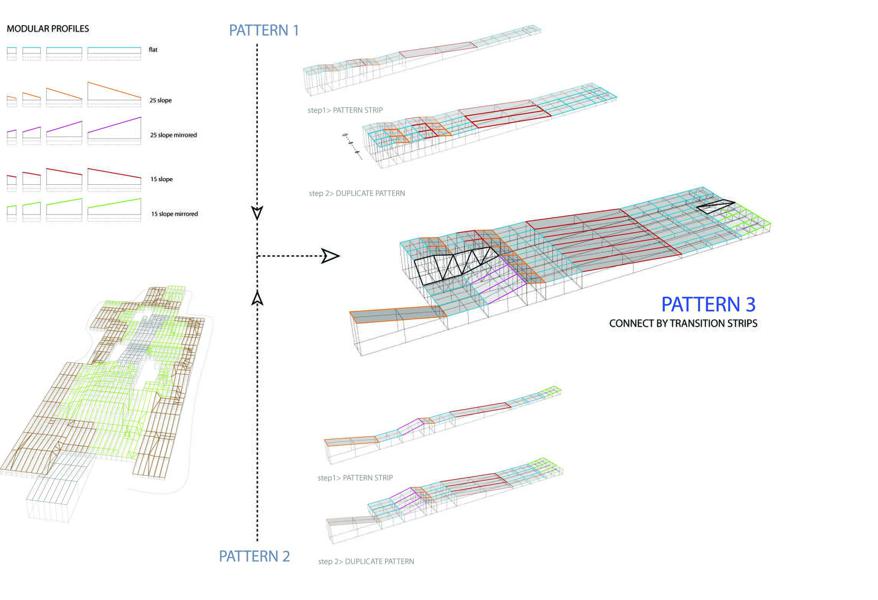 MODULAR PROFILES
flat
25 slope
25 slope mirrored
15 slope
15 slope mirrored
PATTERN 1
step1> PATTERN STRIP
step 2> DUPLICATE PATTERN
PATTERN 3
CONNECT BY TRANSITION STRIPS
step1> PATTERN STRIP
step 2> DUPLICATE PATTERN
PATTERN 2